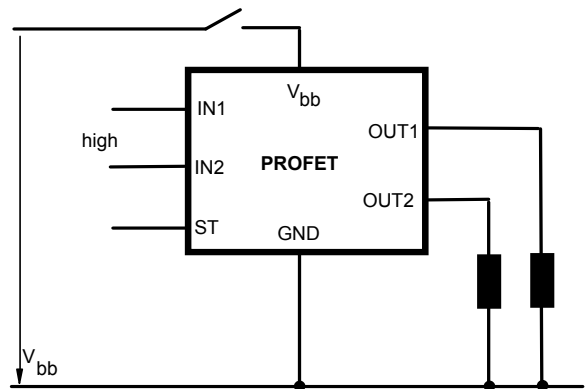 V bb
IN1
OUT1
high
PROFET
IN2
OUT2
ST
GND
V bb